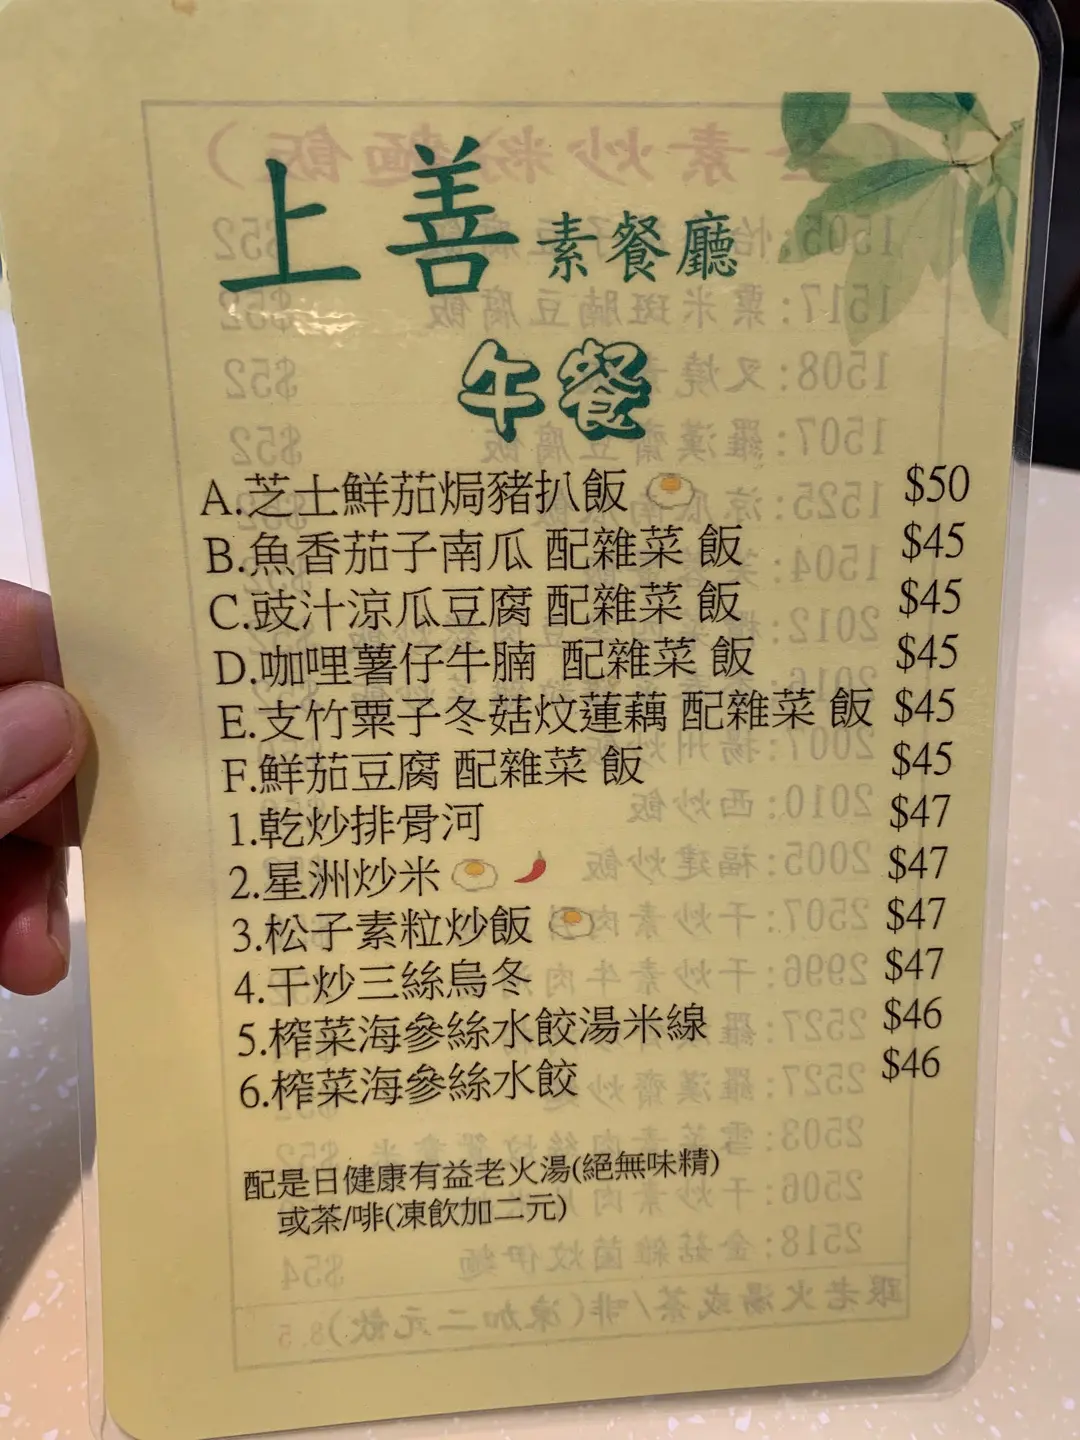 上善素餐廳
午餐
A.芝士鮮茄焗豬扒飯 $50
B.魚香茄子南瓜 配雜菜 飯 $45
C.豉汁涼瓜豆腐 配雜菜 飯 $45
D.咖哩薯仔牛腩 配雜菜 飯 $45
E.支竹粟子冬菇炆蓮藕 配雜菜 飯 $45
F.鮮茄豆腐 配雜菜 飯 $45
1.乾炒排骨河 $47
2.星洲炒米 $47
3.松子素粒炒飯 $47
4.干炒三絲烏冬 $47
5.榨菜海參絲水餃湯米線 $46
6.榨菜海參絲水餃 $46
配是日健康有益老火湯(絕無味精)
或茶/啡(凍飲加二元)